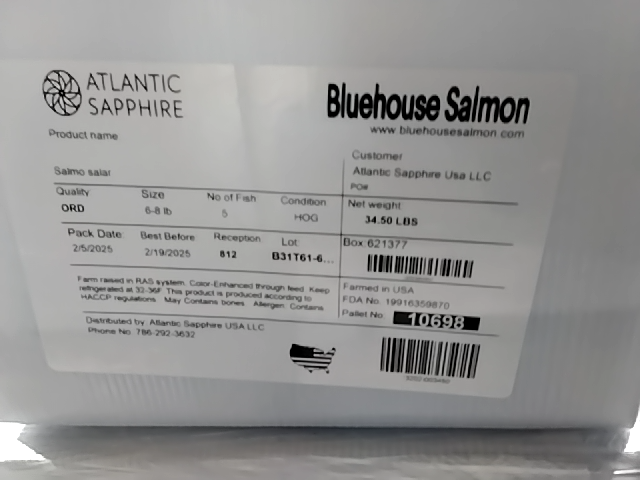 ATLANTIC
SAPPHIRE
Bluehouse Salmon
www.bluehousesalmon.com
Product name
Salmo salar
Customer
Atlantic Sapphire Usa LLC
PO#
Quality
ORD
Size
6-8 lb
No of Fish
5
Condition
HOG
Net weight
34.50 LBS
Pack Date
2/5/2025
Best Before
2/19/2025
Reception
812
Lot
B31T61-6...
Box 621377
Farm raised in RAS system. Color-Enhanced through feed. Keep
refrigerated at 32-36F. This product is produced according to
HACCP regulations. May Contains bones. Allergen: Contains
Farmed in USA
FDA No. 19916359870
Pallet No. 10698
Distributed by: Atlantic Sapphire USA LLC
Phone No. 786-292-3632